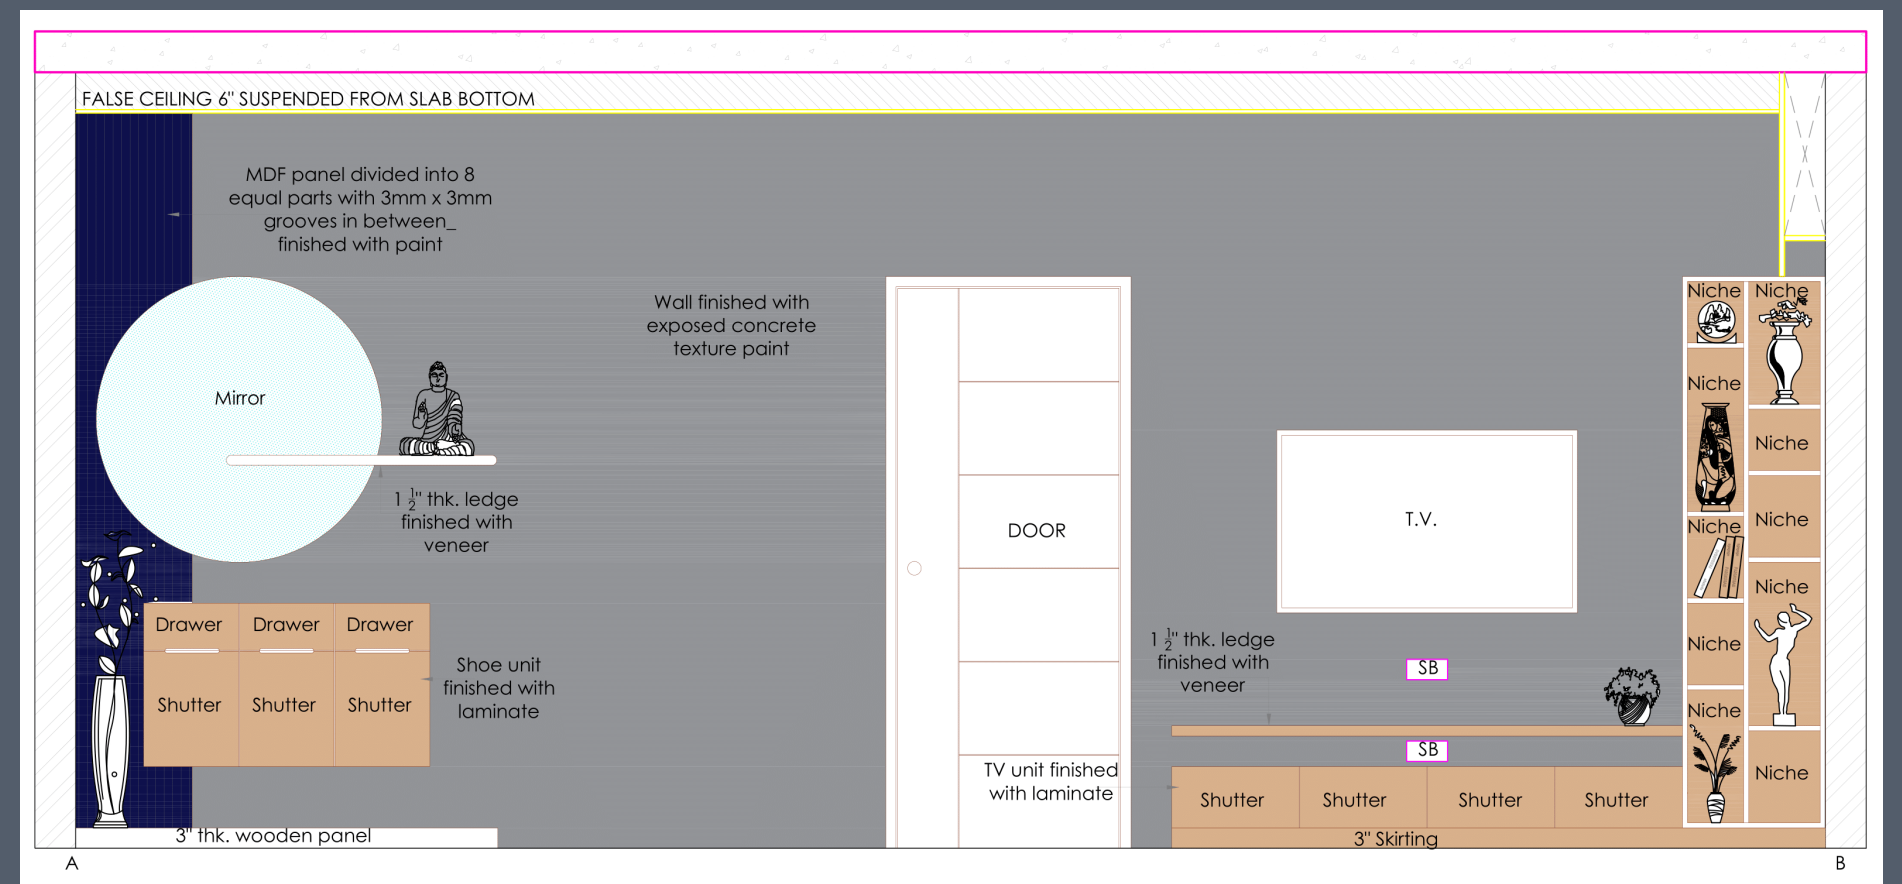 FALSE CEILING 6" SUSPENDED FROM SLAB BOTTOM
MDF panel divided into 8
equal parts with 3mm x 3mm
grooves in between_
finished with paint
Mirror
1 1/2" thk. ledge
finished with
veneer
Wall finished with
exposed concrete
texture paint
Drawer
Drawer
Drawer
Shutter
Shutter
Shutter
Shoe unit
finished with
laminate
3" thk. wooden panel
DOOR
TV unit finished
with laminate
T.V.
1 1/2" thk. ledge
finished with
veneer
SB
SB
Shutter
Shutter
Shutter
Shutter
3" Skirting
Niche
Niche
Niche
Niche
Niche
Niche
Niche
Niche
Niche
Niche
A
B